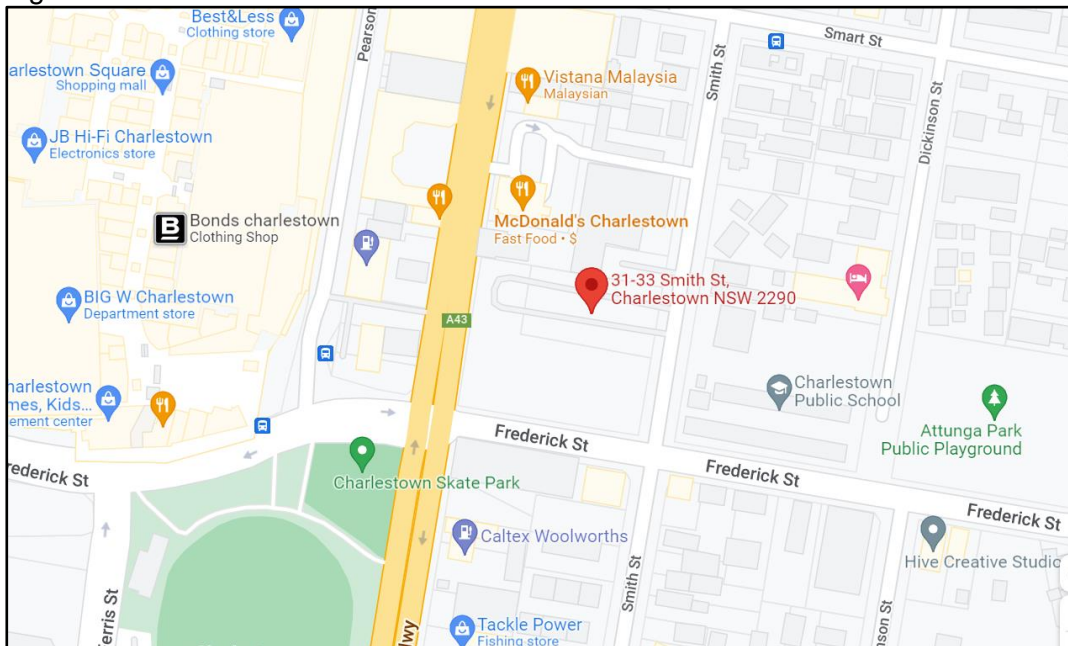 Best&Less
Clothing store
Pearson
Smart St
arlestown Square
Shopping mall
Vistana Malaysia
Malaysian
Smith St
JB Hi-Fi Charlestown
Electronics store
Dickinson St
McDonald's Charlestown
Fast Food • $
B
Bonds charlestown
Clothing Shop
31-33 Smith St,
Charlestown NSW 2290
BIG W Charlestown
Department store
A43
harlestown
mes, Kids...
ement center
Charlestown
Public School
Attunga Park
Public Playground
Frederick St
Frederick St
rederick St
Charlestown Skate Park
Frederick St
Caltex Woolworths
Hive Creative Studio
Smith St
erris St
Tackle Power
Fishing store
nson St
Hwy